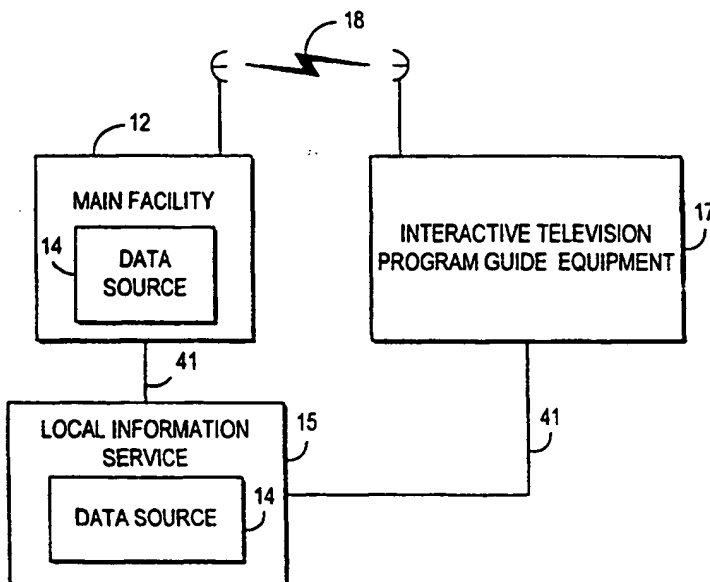 18
12
MAIN FACILITY
14
DATA
SOURCE
INTERACTIVE TELEVISION
PROGRAM GUIDE EQUIPMENT
17
41
LOCAL INFORMATION
SERVICE
15
41
DATA SOURCE
14